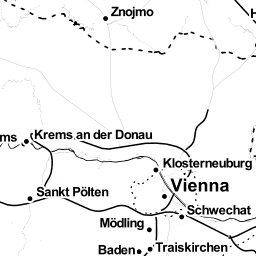 Znojmo
Krems an der Donau
Klosterneuburg
Vienna
Sankt Pölten
Schwechat
Mödling
Baden
Traiskirchen